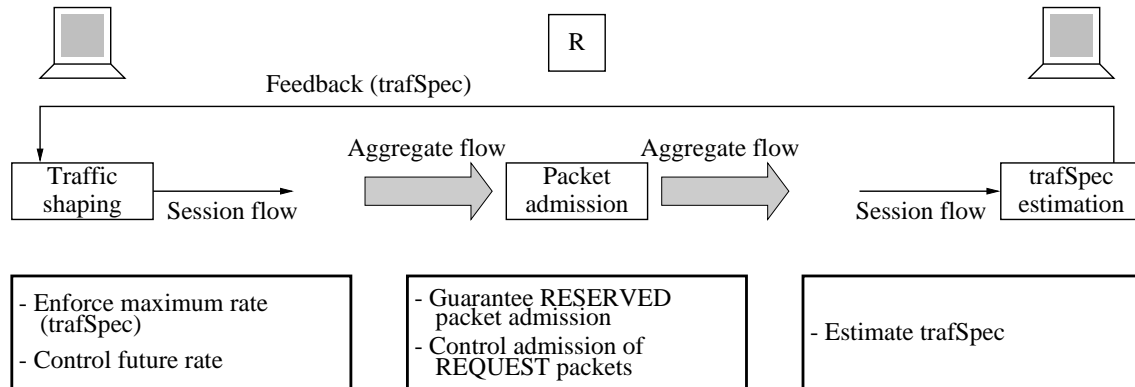 R
Feedback (trafSpec)
Aggregate flow
Aggregate flow
Traffic
shaping
Session flow
Packet
admission
Session flow
trafSpec
estimation
- Enforce maximum rate
(trafSpec)
- Control future rate
- Guarantee RESERVED
packet admission
- Control admission of
REQUEST packets
- Estimate trafSpec